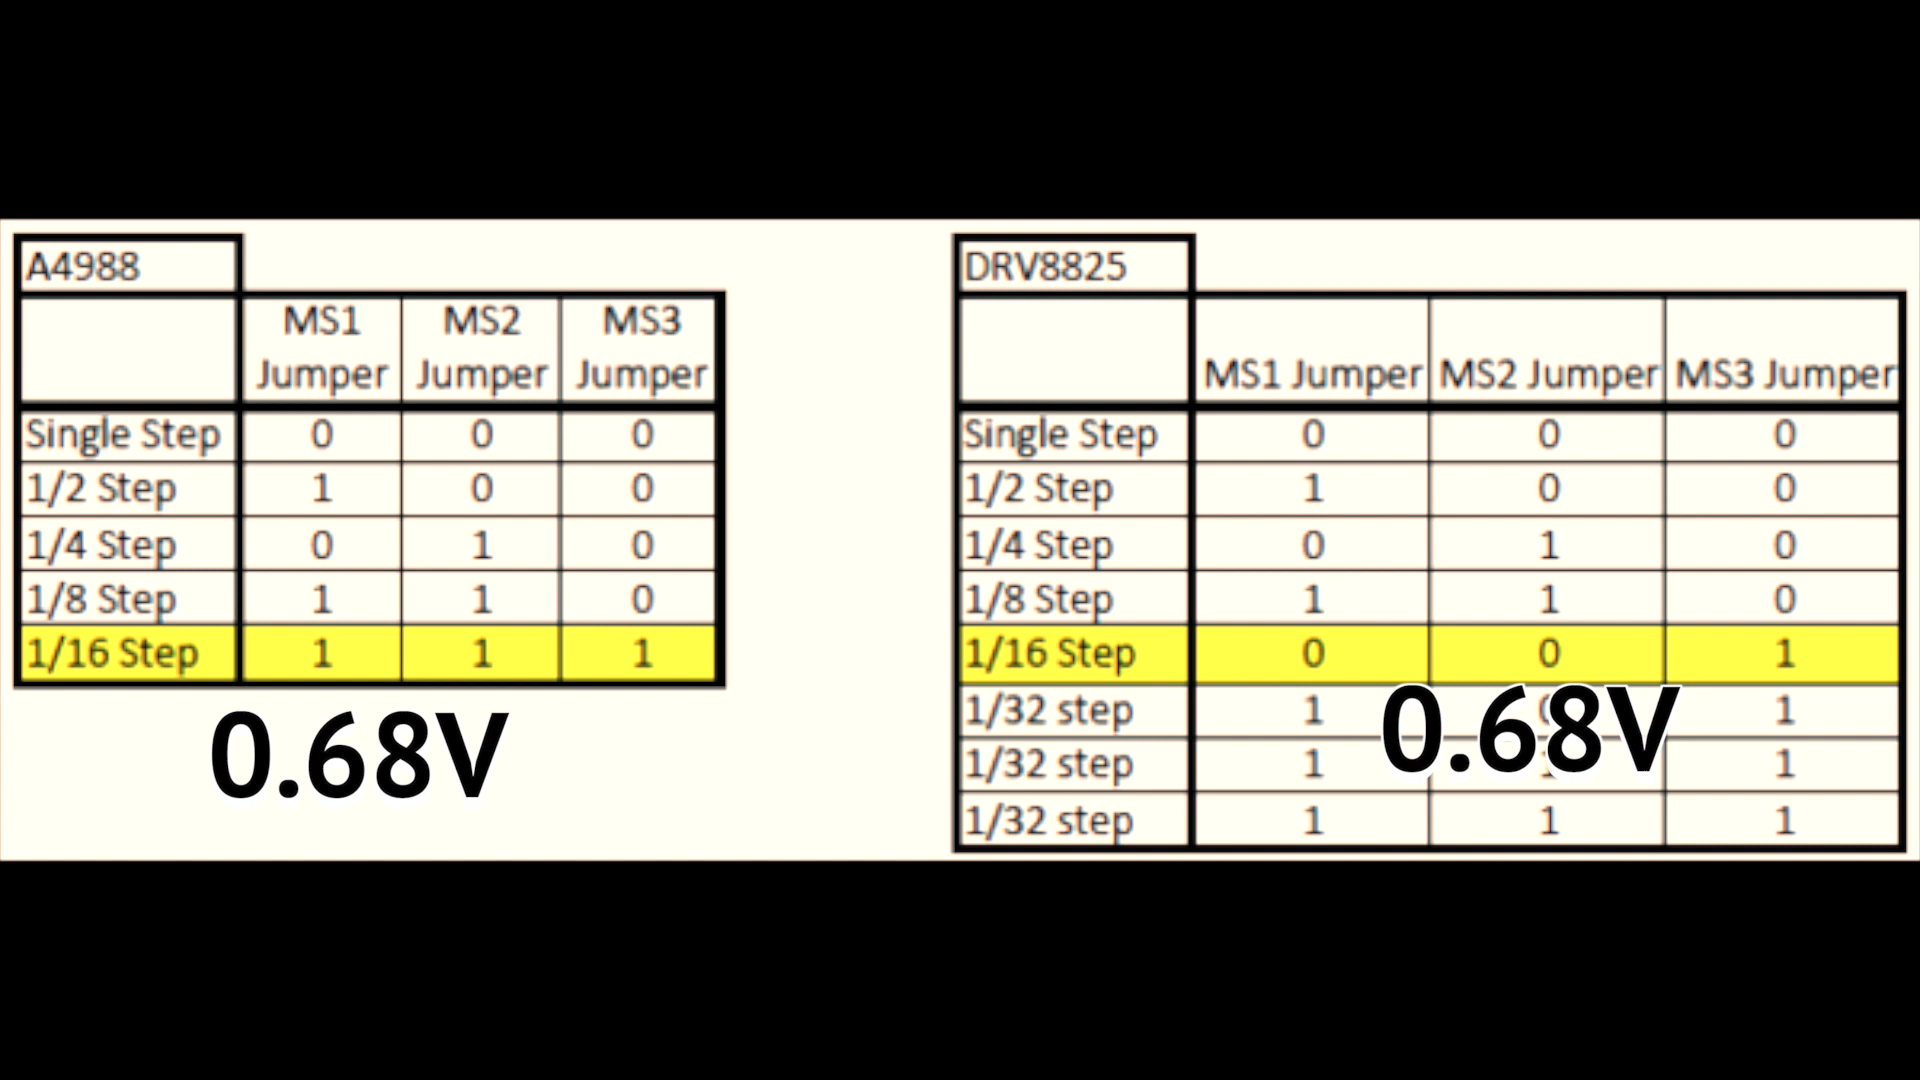 A4988
MS1 Jumper MS2 Jumper MS3 Jumper
Single Step 0 0 0
1/2 Step 1 0 0
1/4 Step 0 1 0
1/8 Step 1 1 0
1/16 Step 1 1 1
0.68V
DRV8825
MS1 Jumper MS2 Jumper MS3 Jumper
Single Step 0 0 0
1/2 Step 1 0 0
1/4 Step 0 1 0
1/8 Step 1 1 0
1/16 Step 0 0 1
1/32 step 1 1
1/32 step 1 1
1/32 step 1 1 1
0.68V